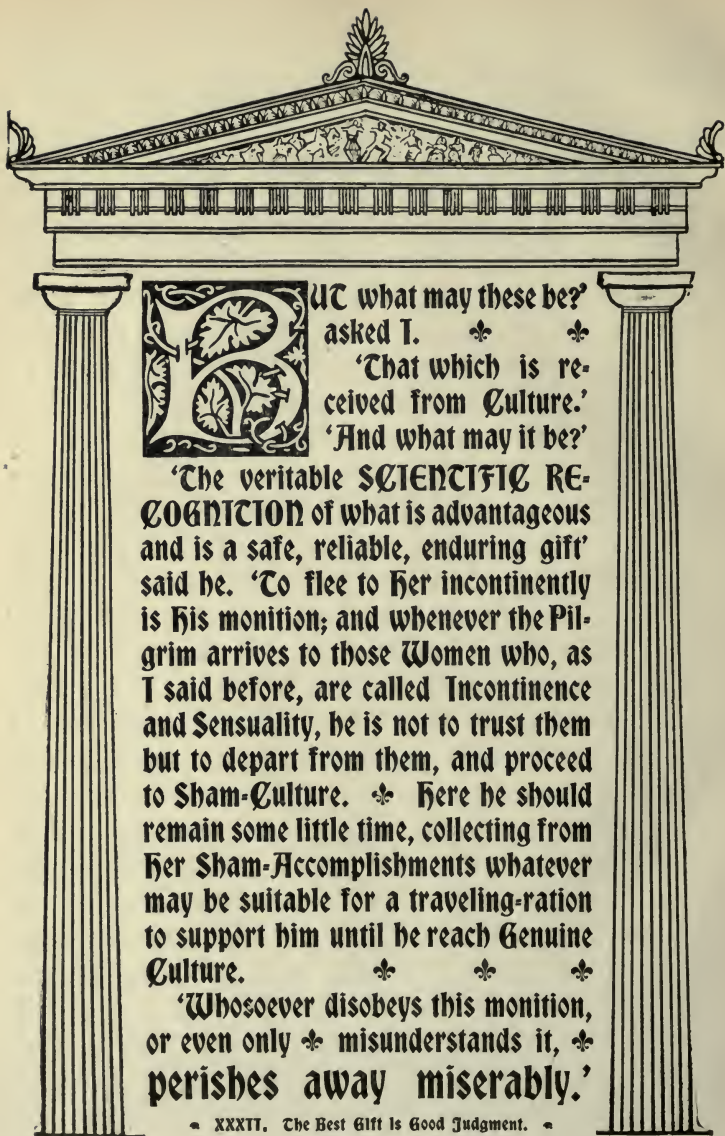 BUT what may these be?'
asked I.
'That which is re-
ceived from Culture.'
'And what may it be?'
'The veritable SCIENTIFIC RE-
COGNITION of what is advantageous
and is a safe, reliable, enduring gift'
said he. 'To flee to Her incontinently
is His monition; and whenever the Pil-
grim arrives to those Women who, as
I said before, are called Incontinence
and Sensuality, he is not to trust them
but to depart from them, and proceed
to Sham-Culture. Here he should
remain some little time, collecting from
Her Sham-Accomplishments whatever
may be suitable for a traveling-ration
to support him until he reach Genuine
Culture.
'Whosoever disobeys this monition,
or even only misunderstands it,
perishes away miserably.'
XXXII. The Best Gift Is Good Judgment.